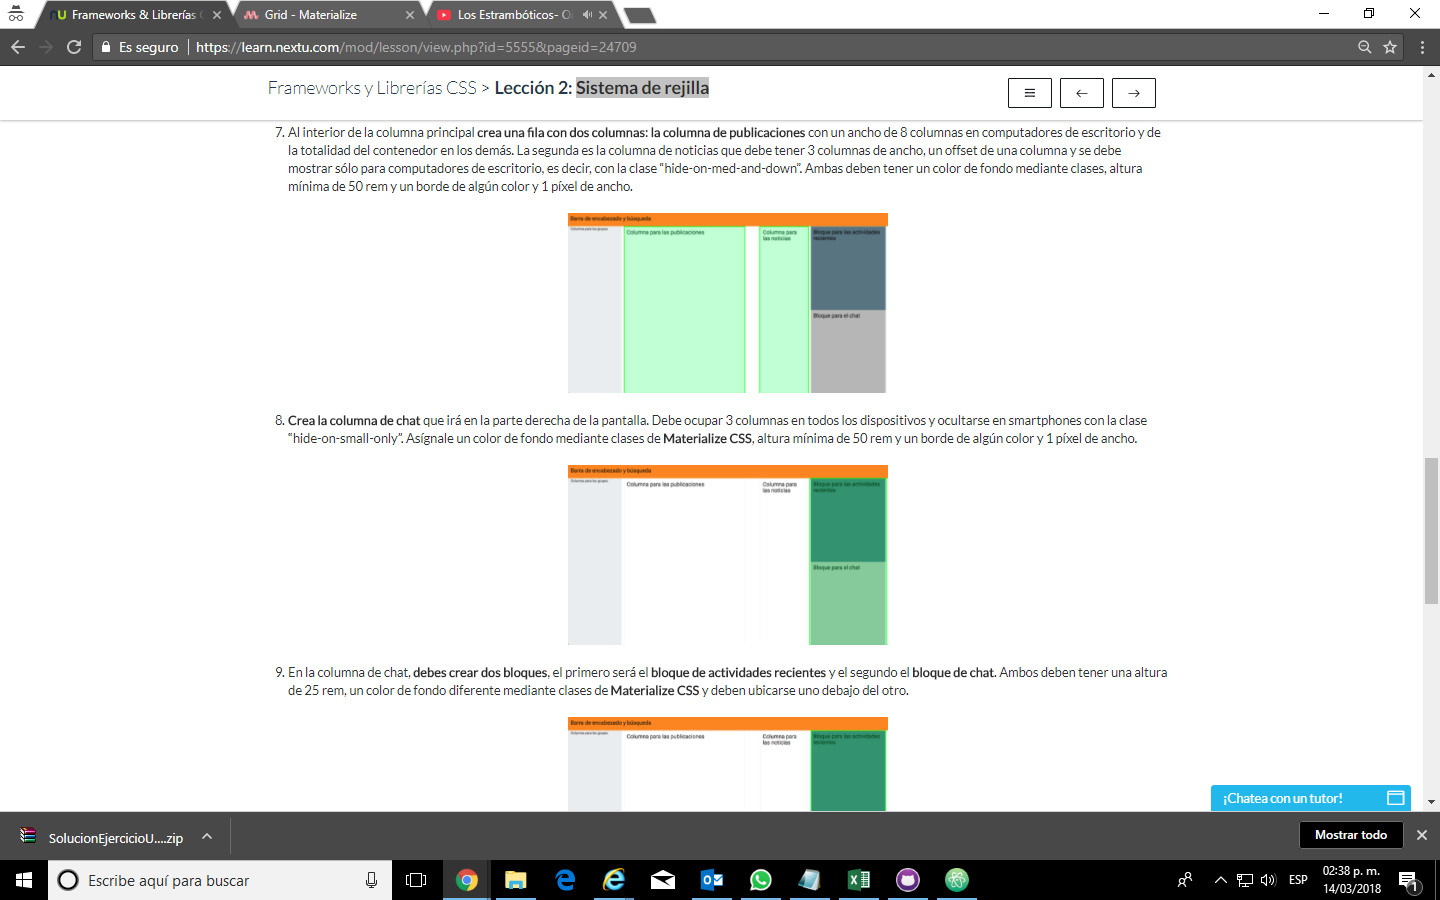 Frameworks & Librerías C
Grid - Materialize
Los Estrambóticos- O
Es seguro
https://learn.nextu.com/mod/lesson/view.php?id=5555&pageid=24709
Frameworks y Librerías CSS > Lección 2: Sistema de rejilla
7. Al interior de la columna principal crea una fila con dos columnas: la columna de publicaciones con un ancho de 8 columnas en computadores de escritorio y de
la totalidad del contenedor en los demás. La segunda es la columna de noticias que debe tener 3 columnas de ancho, un offset de una columna y se debe
mostrar sólo para computadores de escritorio, es decir, con la clase “hide-on-med-and-down”. Ambas deben tener un color de fondo mediante clases, altura
mínima de 50 rem y un borde de algún color y 1 píxel de ancho.
Barra de encabezado y búsqueda
Columna para los grupos
Columna para las publicaciones
Columna para
las noticias
Bloque para las actividades
recientes
Bloque para el chat
8. Crea la columna de chat que irá en la parte derecha de la pantalla. Debe ocupar 3 columnas en todos los dispositivos y ocultarse en smartphones con la clase
“hide-on-small-only”. Asígnale un color de fondo mediante clases de Materialize CSS, altura mínima de 50 rem y un borde de algún color y 1 píxel de ancho.
Barra de encabezado y búsqueda
Columna para los grupos
Columna para las publicaciones
Columna para
las noticias
Bloque para las actividades
recientes
Bloque para el chat
9. En la columna de chat, debes crear dos bloques, el primero será el bloque de actividades recientes y el segundo el bloque de chat. Ambos deben tener una altura
de 25 rem, un color de fondo diferente mediante clases de Materialize CSS y deben ubicarse uno debajo del otro.
Barra de encabezado y búsqueda
Columna para los grupos
Columna para las publicaciones
Columna para
las noticias
Bloque para las actividades
recientes
¡Chatea con un tutor!
SolucionEjercicioU....zip
Mostrar todo
Escribe aquí para buscar
ESP
02:38 p. m.
14/03/2018
1